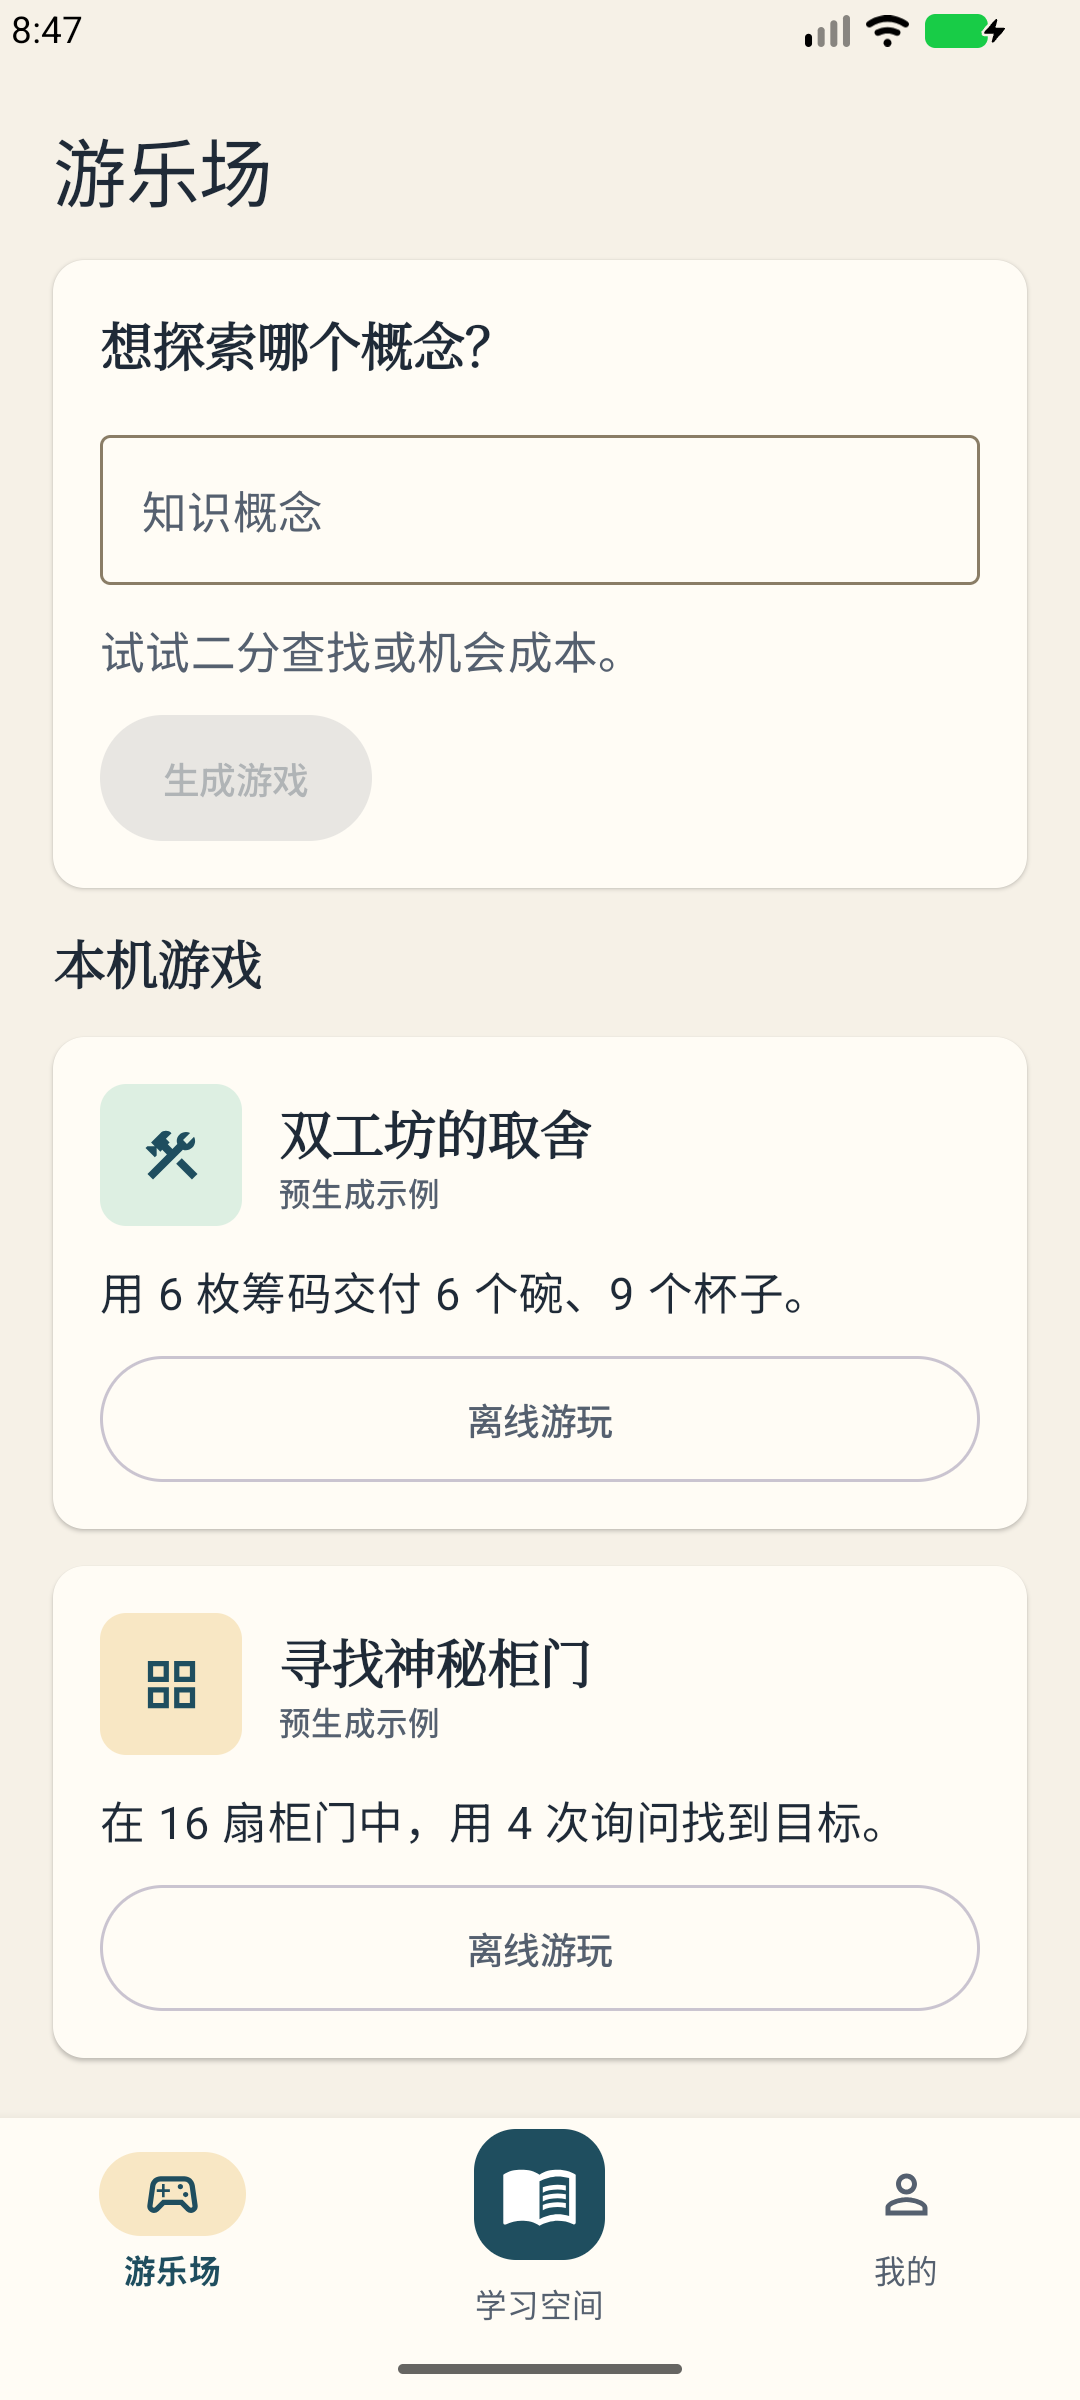 8:47
游乐场
想探索哪个概念?
知识概念
试试二分查找或机会成本。
生成游戏
本机游戏
双工坊的取舍
预生成示例
用 6 枚筹码交付 6 个碗、9 个杯子。
离线游玩
寻找神秘柜门
预生成示例
在 16 扇柜门中，用 4 次询问找到目标。
离线游玩
游乐场
学习空间
我的